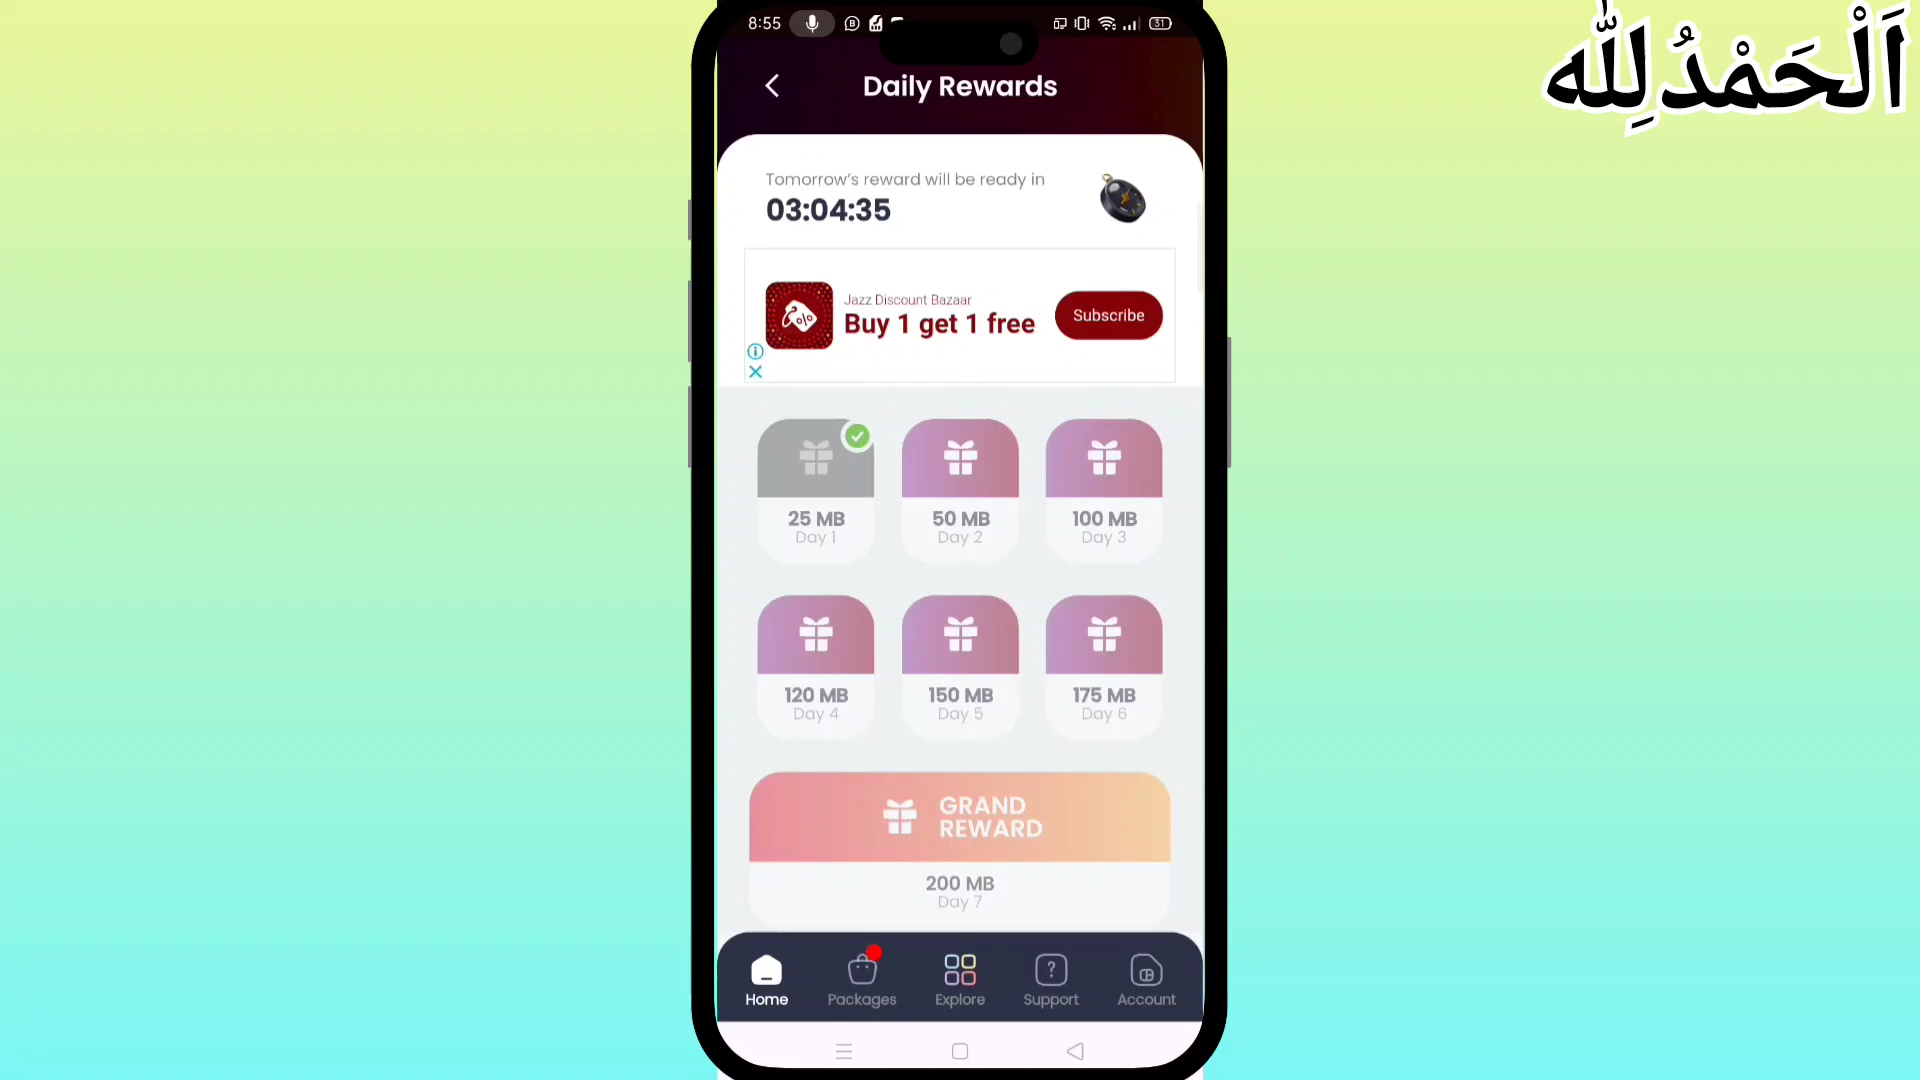 8:55
31
اَلْحَمْدُلِلّٰه
Daily Rewards
Tomorrow's reward will be ready in
03:04:35
Jazz Discount Bazaar
Buy 1 get 1 free
Subscribe
25 MB
Day 1
50 MB
Day 2
100 MB
Day 3
120 MB
Day 4
150 MB
Day 5
175 MB
Day 6
GRAND
REWARD
200 MB
Day 7
Home
Packages
Explore
Support
Account